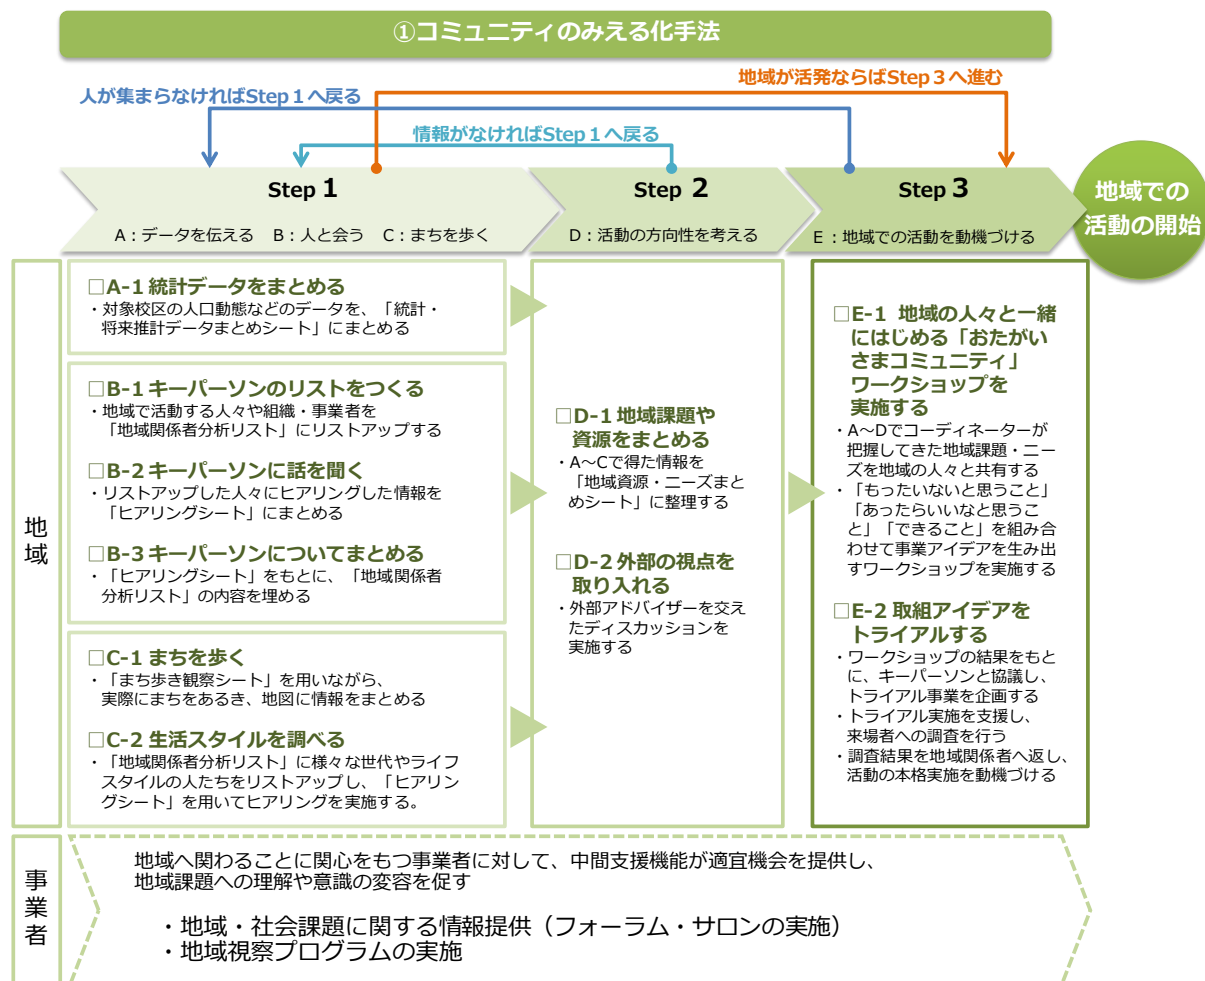 ①コミュニティのみえる化手法
地域が活発ならばStep３へ進む
人が集まらなければStep１へ戻る
情報がなければStep１へ戻る
Step 1
A：データを伝える　B：人と会う　C：まちを歩く
Step 2
D：活動の方向性を考える
Step 3
E：地域での活動を動機づける
地域での
活動の開始
地域
□A-1 統計データをまとめる
・対象校区の人口動態などのデータを、「統計・
将来推計データまとめシート」にまとめる
□B-1 キーパーソンのリストをつくる
・地域で活動する人々や組織・事業者を
「地域関係者分析リスト」にリストアップする
□B-2 キーパーソンに話を聞く
・リストアップした人々にヒアリングした情報を
「ヒアリングシート」にまとめる
□B-3 キーパーソンについてまとめる
・「ヒアリングシート」をもとに、「地域関係者
分析リスト」の内容を埋める
□C-1 まちを歩く
・「まち歩き観察シート」を用いながら、
実際にまちをあるき、地図に情報をまとめる
□C-2 生活スタイルを調べる
・「地域関係者分析リスト」に様々な世代やライフ
スタイルの人たちをリストアップし、「ヒアリン
グシート」を用いてヒアリングを実施する。
□D-1 地域課題や
資源をまとめる
・A～Cで得た情報を
「地域資源・ニーズまと
めシート」に整理する
□D-2 外部の視点を
取り入れる
・外部アドバイザーを交え
たディスカッションを
実施する
□E-1 地域の人々と一緒
にはじめる「おたがい
さまコミュニティ」
ワークショップを
実施する
・A～Dでコーディネーターが
把握してきた地域課題・ニー
ズを地域の人々と共有する
・「もったいないと思うこと」
「あったらいいなと思うこ
と」「できること」を組み合
わせて事業アイデアを生み出
すワークショップを実施する
□E-2 取組アイデアを
トライアルする
・ワークショップの結果をもと
に、キーパーソンと協議し、
トライアル事業を企画する
・トライアル実施を支援し、
来場者への調査を行う
・調査結果を地域関係者へ返し、
活動の本格実施を動機づける
事業者
地域へ関わることに関心をもつ事業者に対して、中間支援機能が適宜機会を提供し、
地域課題への理解や意識の変容を促す
・地域・社会課題に関する情報提供（フォーラム・サロンの実施）
・地域視察プログラムの実施